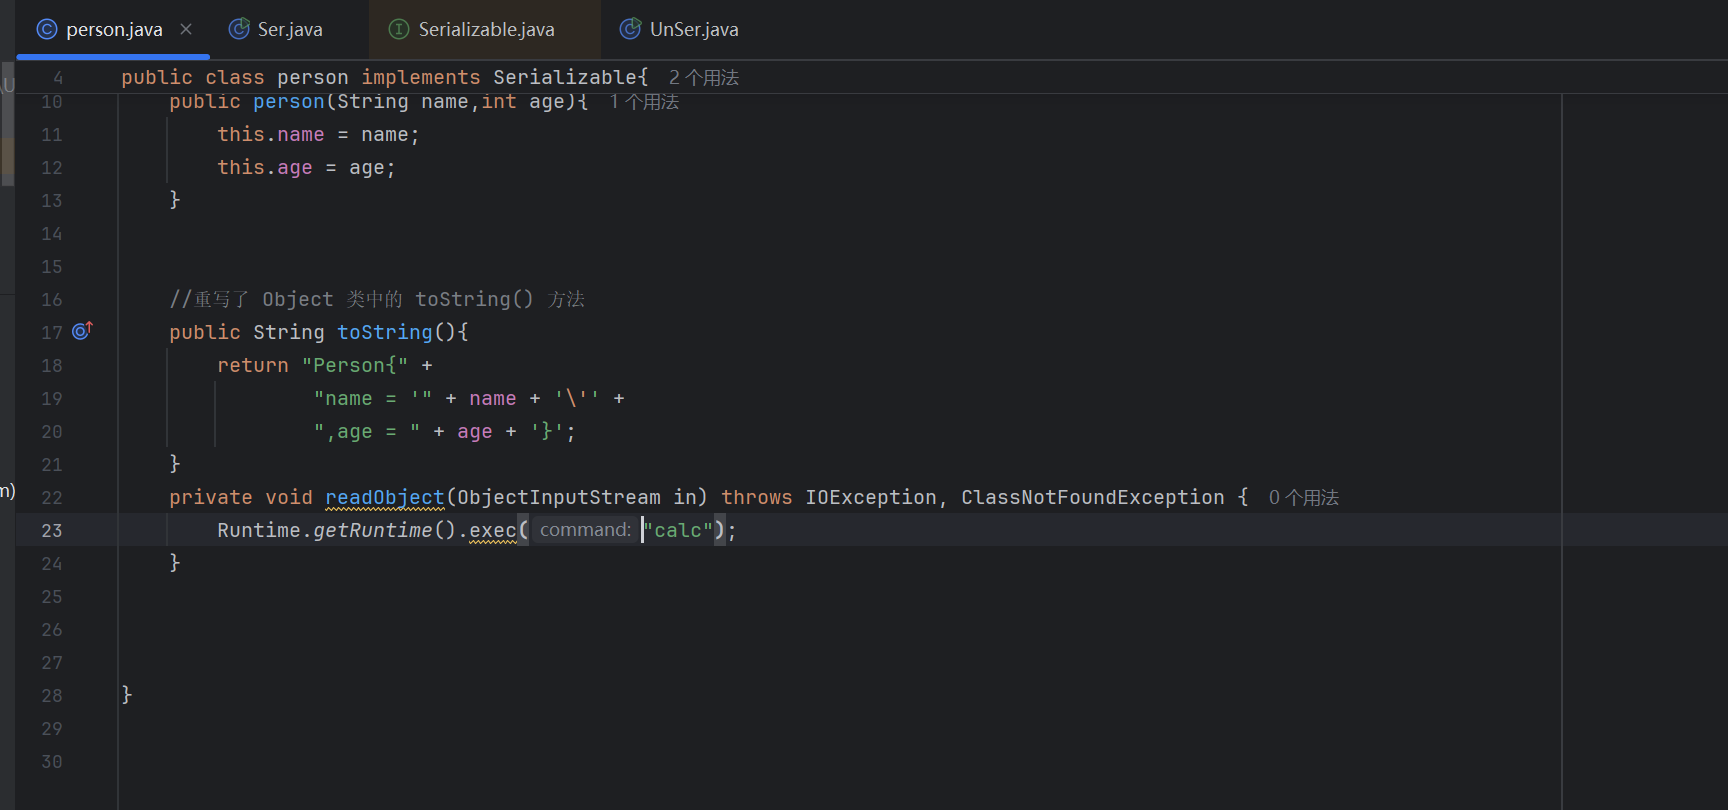 person.java
Ser.java
Serializable.java
UnSer.java
4 public class person implements Serializable{ 2 个用法
10 public person(String name,int age){ 1 个用法
11 this.name = name;
12 this.age = age;
13 }
14
15
16 //重写了 Object 类中的 toString() 方法
17 public String toString(){
18 return "Person{" +
19 "name = '" + name + '\'' +
20 ",age = " + age + '}';
21 }
22 private void readObject(ObjectInputStream in) throws IOException, ClassNotFoundException { 0 个用法
23 Runtime.getRuntime().exec( command: "calc");
24 }
25
26
27
28 }
29
30
\U
m)